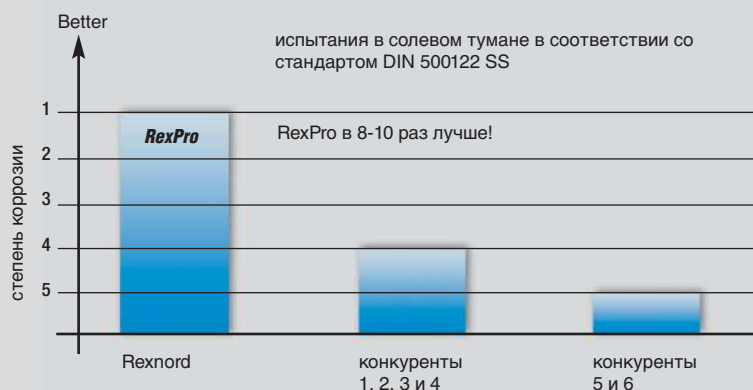 Better
испытания в солевом тумане в соответствии со
стандартом DIN 500122 SS
1
RexPro
RexPro в 8-10 раз лучше!
2
3
4
5
степень коррозии
Rexnord
конкуренты
1, 2, 3 и 4
конкуренты
5 и 6